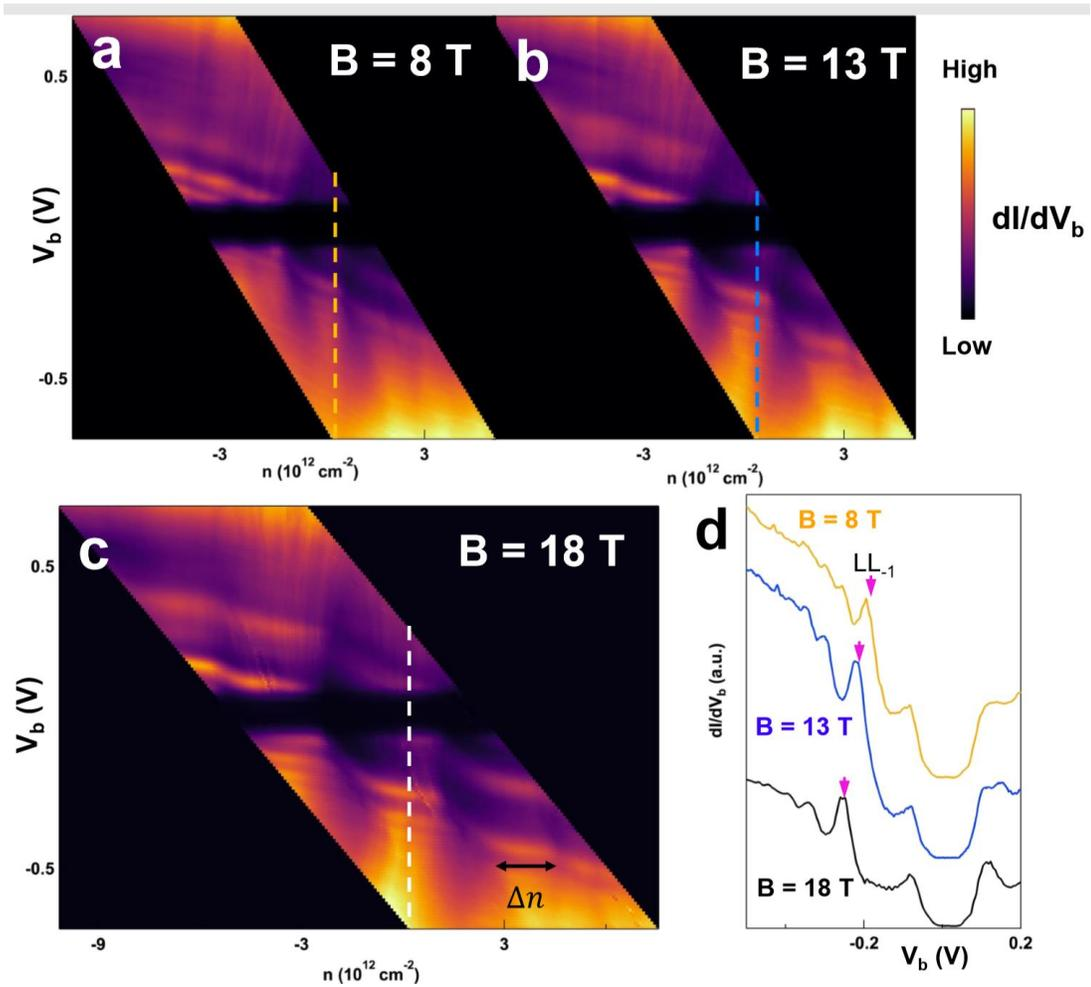 a
B = 8 T
b
B = 13 T
High
0.5
-0.5
V_b (V)
dI/dV_b
Low
-3
3
-3
3
n (10^12 cm^-2)
n (10^12 cm^-2)
c
B = 18 T
0.5
-0.5
V_b (V)
Δn
-9
-3
3
n (10^12 cm^-2)
d
B = 8 T
LL_-1
B = 13 T
B = 18 T
dI/dV_b (a.u.)
-0.2
0.2
V_b (V)